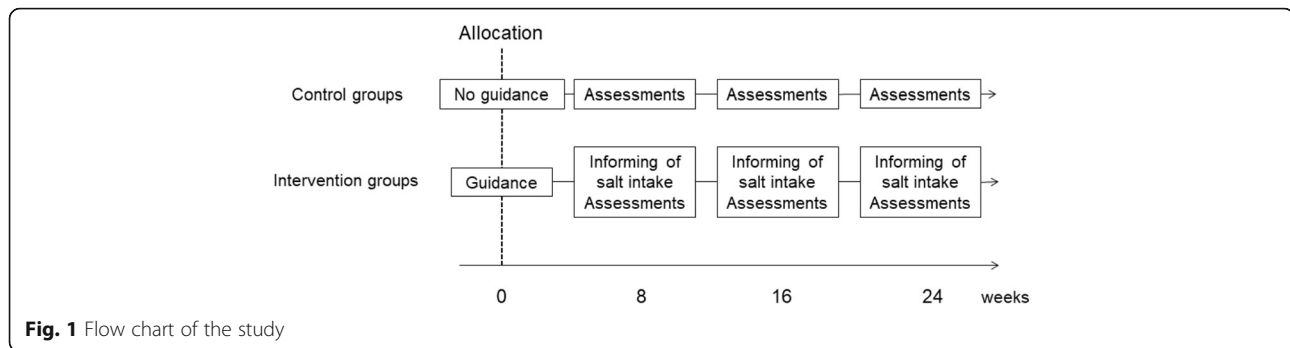 Allocation
Control groups
No guidance
Assessments
Assessments
Assessments
Intervention groups
Guidance
Informing of
salt intake
Assessments
Informing of
salt intake
Assessments
Informing of
salt intake
Assessments
0 8 16 24 weeks
Fig. 1 Flow chart of the study